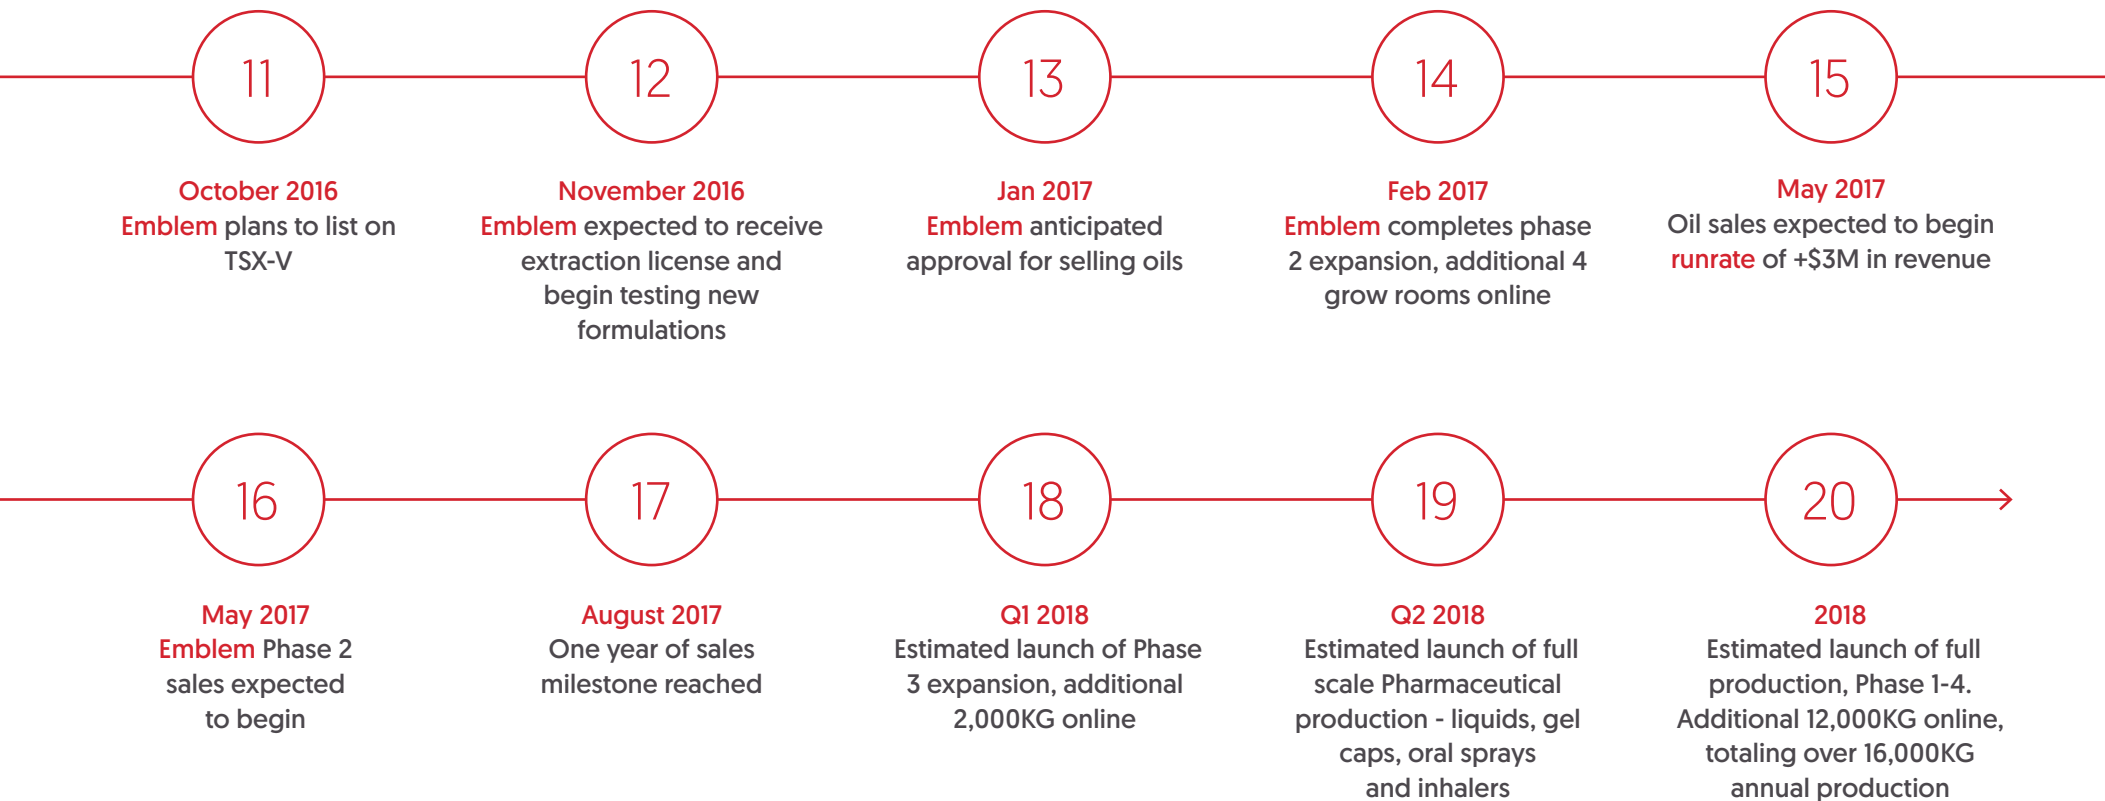 11
October 2016
Emblem plans to list on
TSX-V
12
November 2016
Emblem expected to receive
extraction license and
begin testing new
formulations
13
Jan 2017
Emblem anticipated
approval for selling oils
14
Feb 2017
Emblem completes phase
2 expansion, additional 4
grow rooms online
15
May 2017
Oil sales expected to begin
runrate of +$3M in revenue
16
May 2017
Emblem Phase 2
sales expected
to begin
17
August 2017
One year of sales
milestone reached
18
Q1 2018
Estimated launch of Phase
3 expansion, additional
2,000KG online
19
Q2 2018
Estimated launch of full
scale Pharmaceutical
production - liquids, gel
caps, oral sprays
and inhalers
20
2018
Estimated launch of full
production, Phase 1-4.
Additional 12,000KG online,
totaling over 16,000KG
annual production